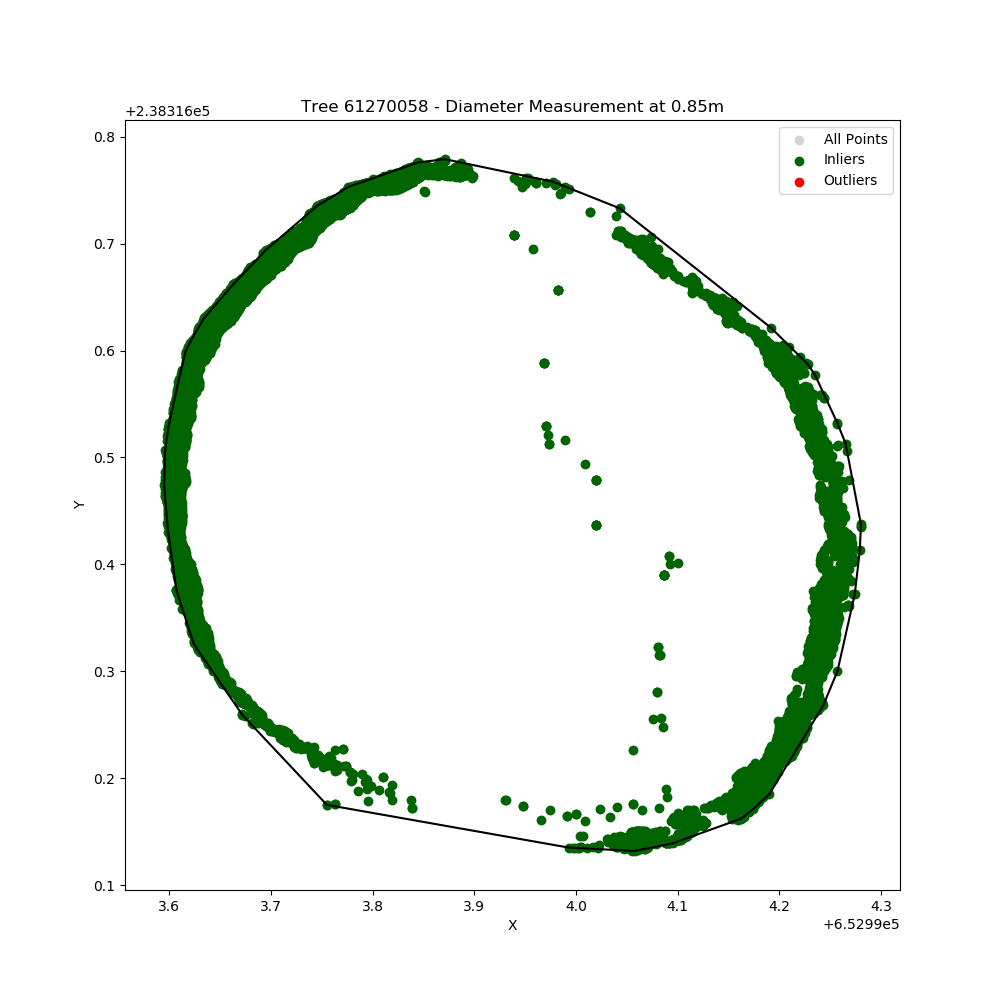 Tree 61270058 - Diameter Measurement at 0.85m
+2.38316e5
All Points
Inliers
Outliers
0.8
0.7
0.6
0.5
0.4
0.3
0.2
0.1
Y
3.6 3.7 3.8 3.9 4.0 4.1 4.2 4.3
X
+6.5299e5